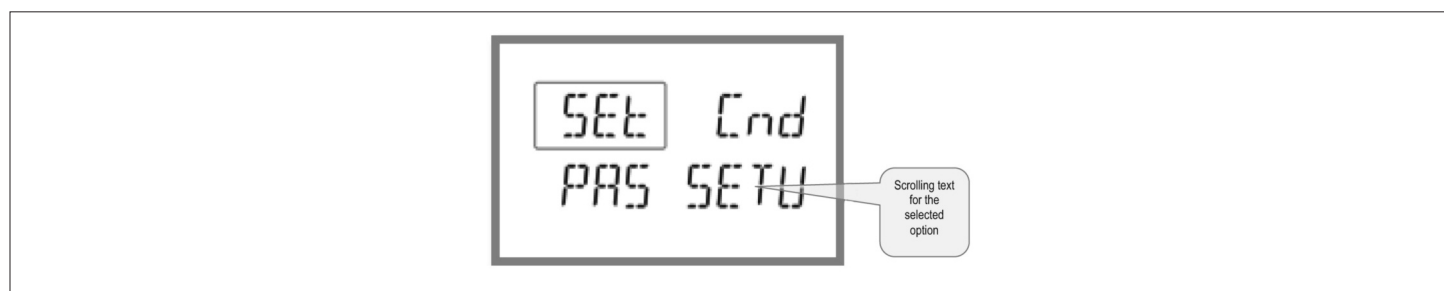 SEt Cnd
PAS SETU
Scrolling text
for the
selected
option